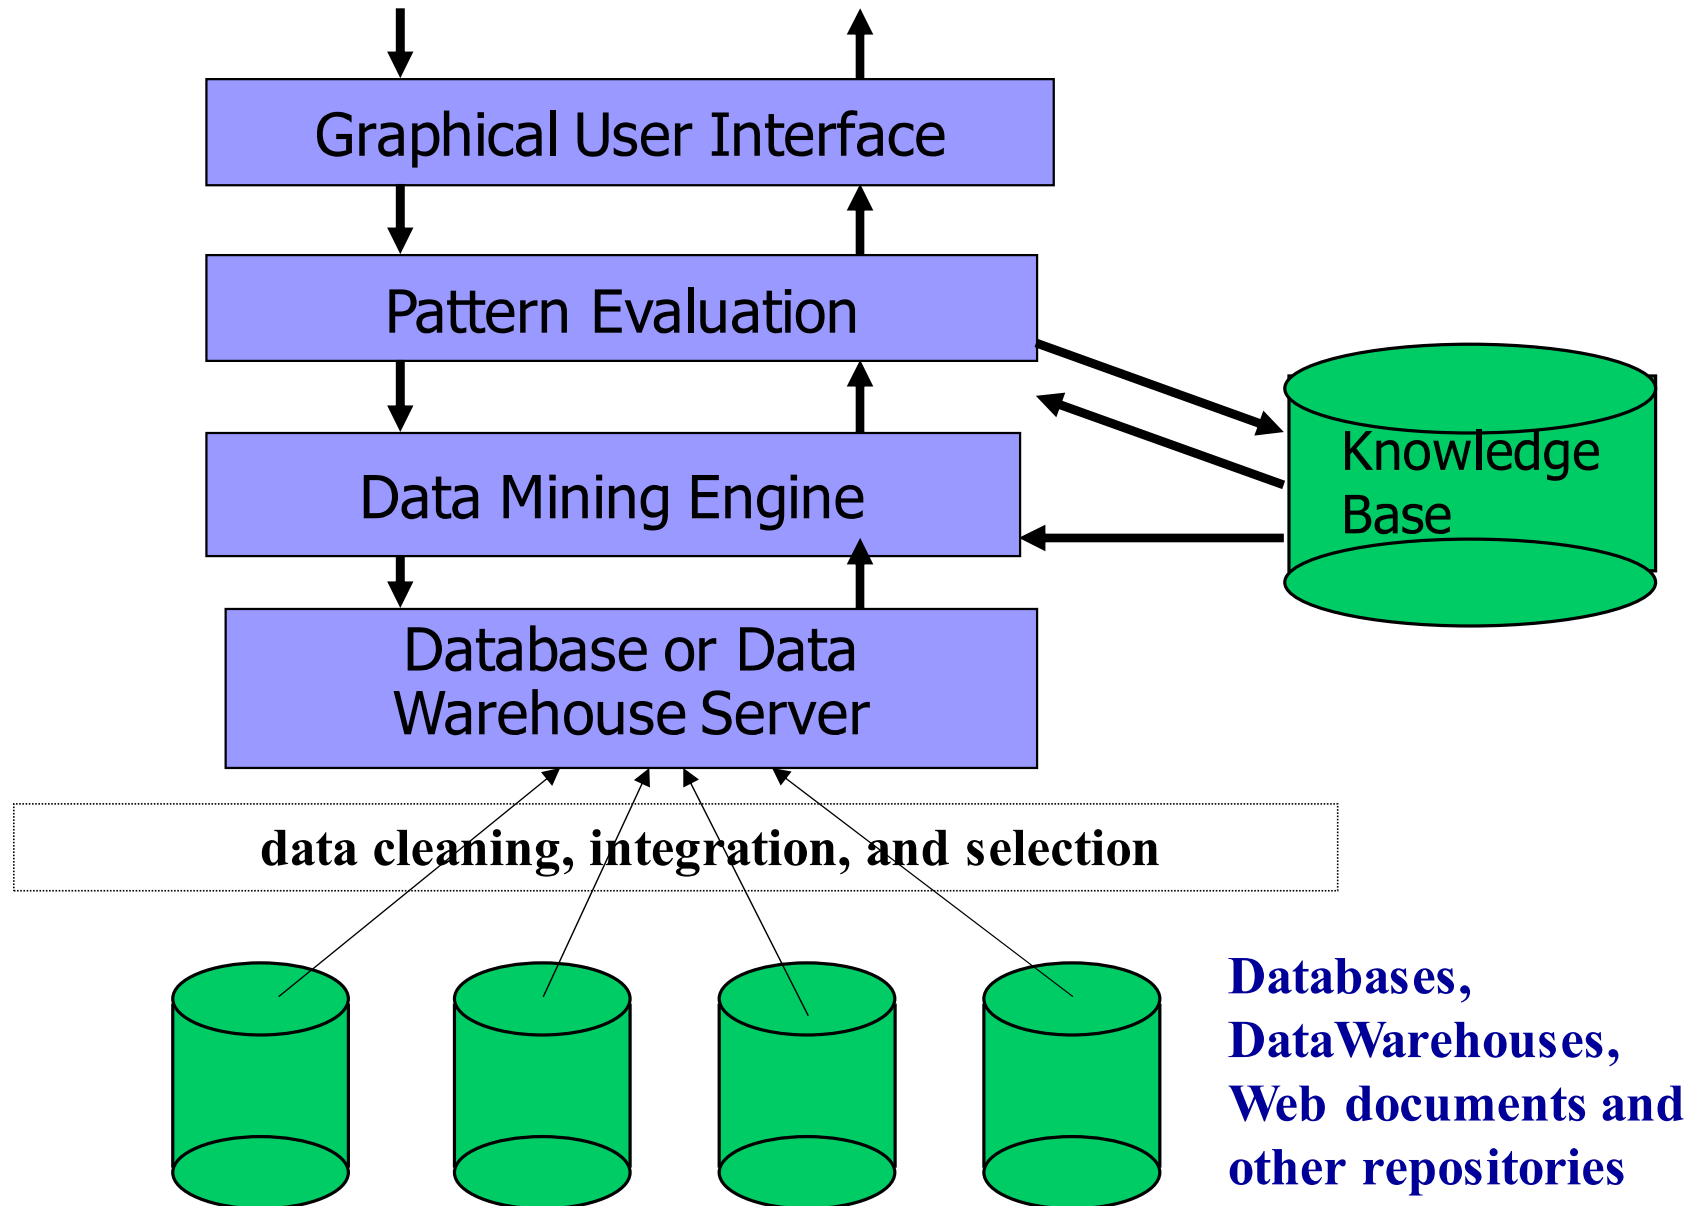 Graphical User Interface
Pattern Evaluation
Data Mining Engine
Knowledge
Base
Database or Data
Warehouse Server
data cleaning, integration, and selection
Databases,
DataWarehouses,
Web documents and
other repositories